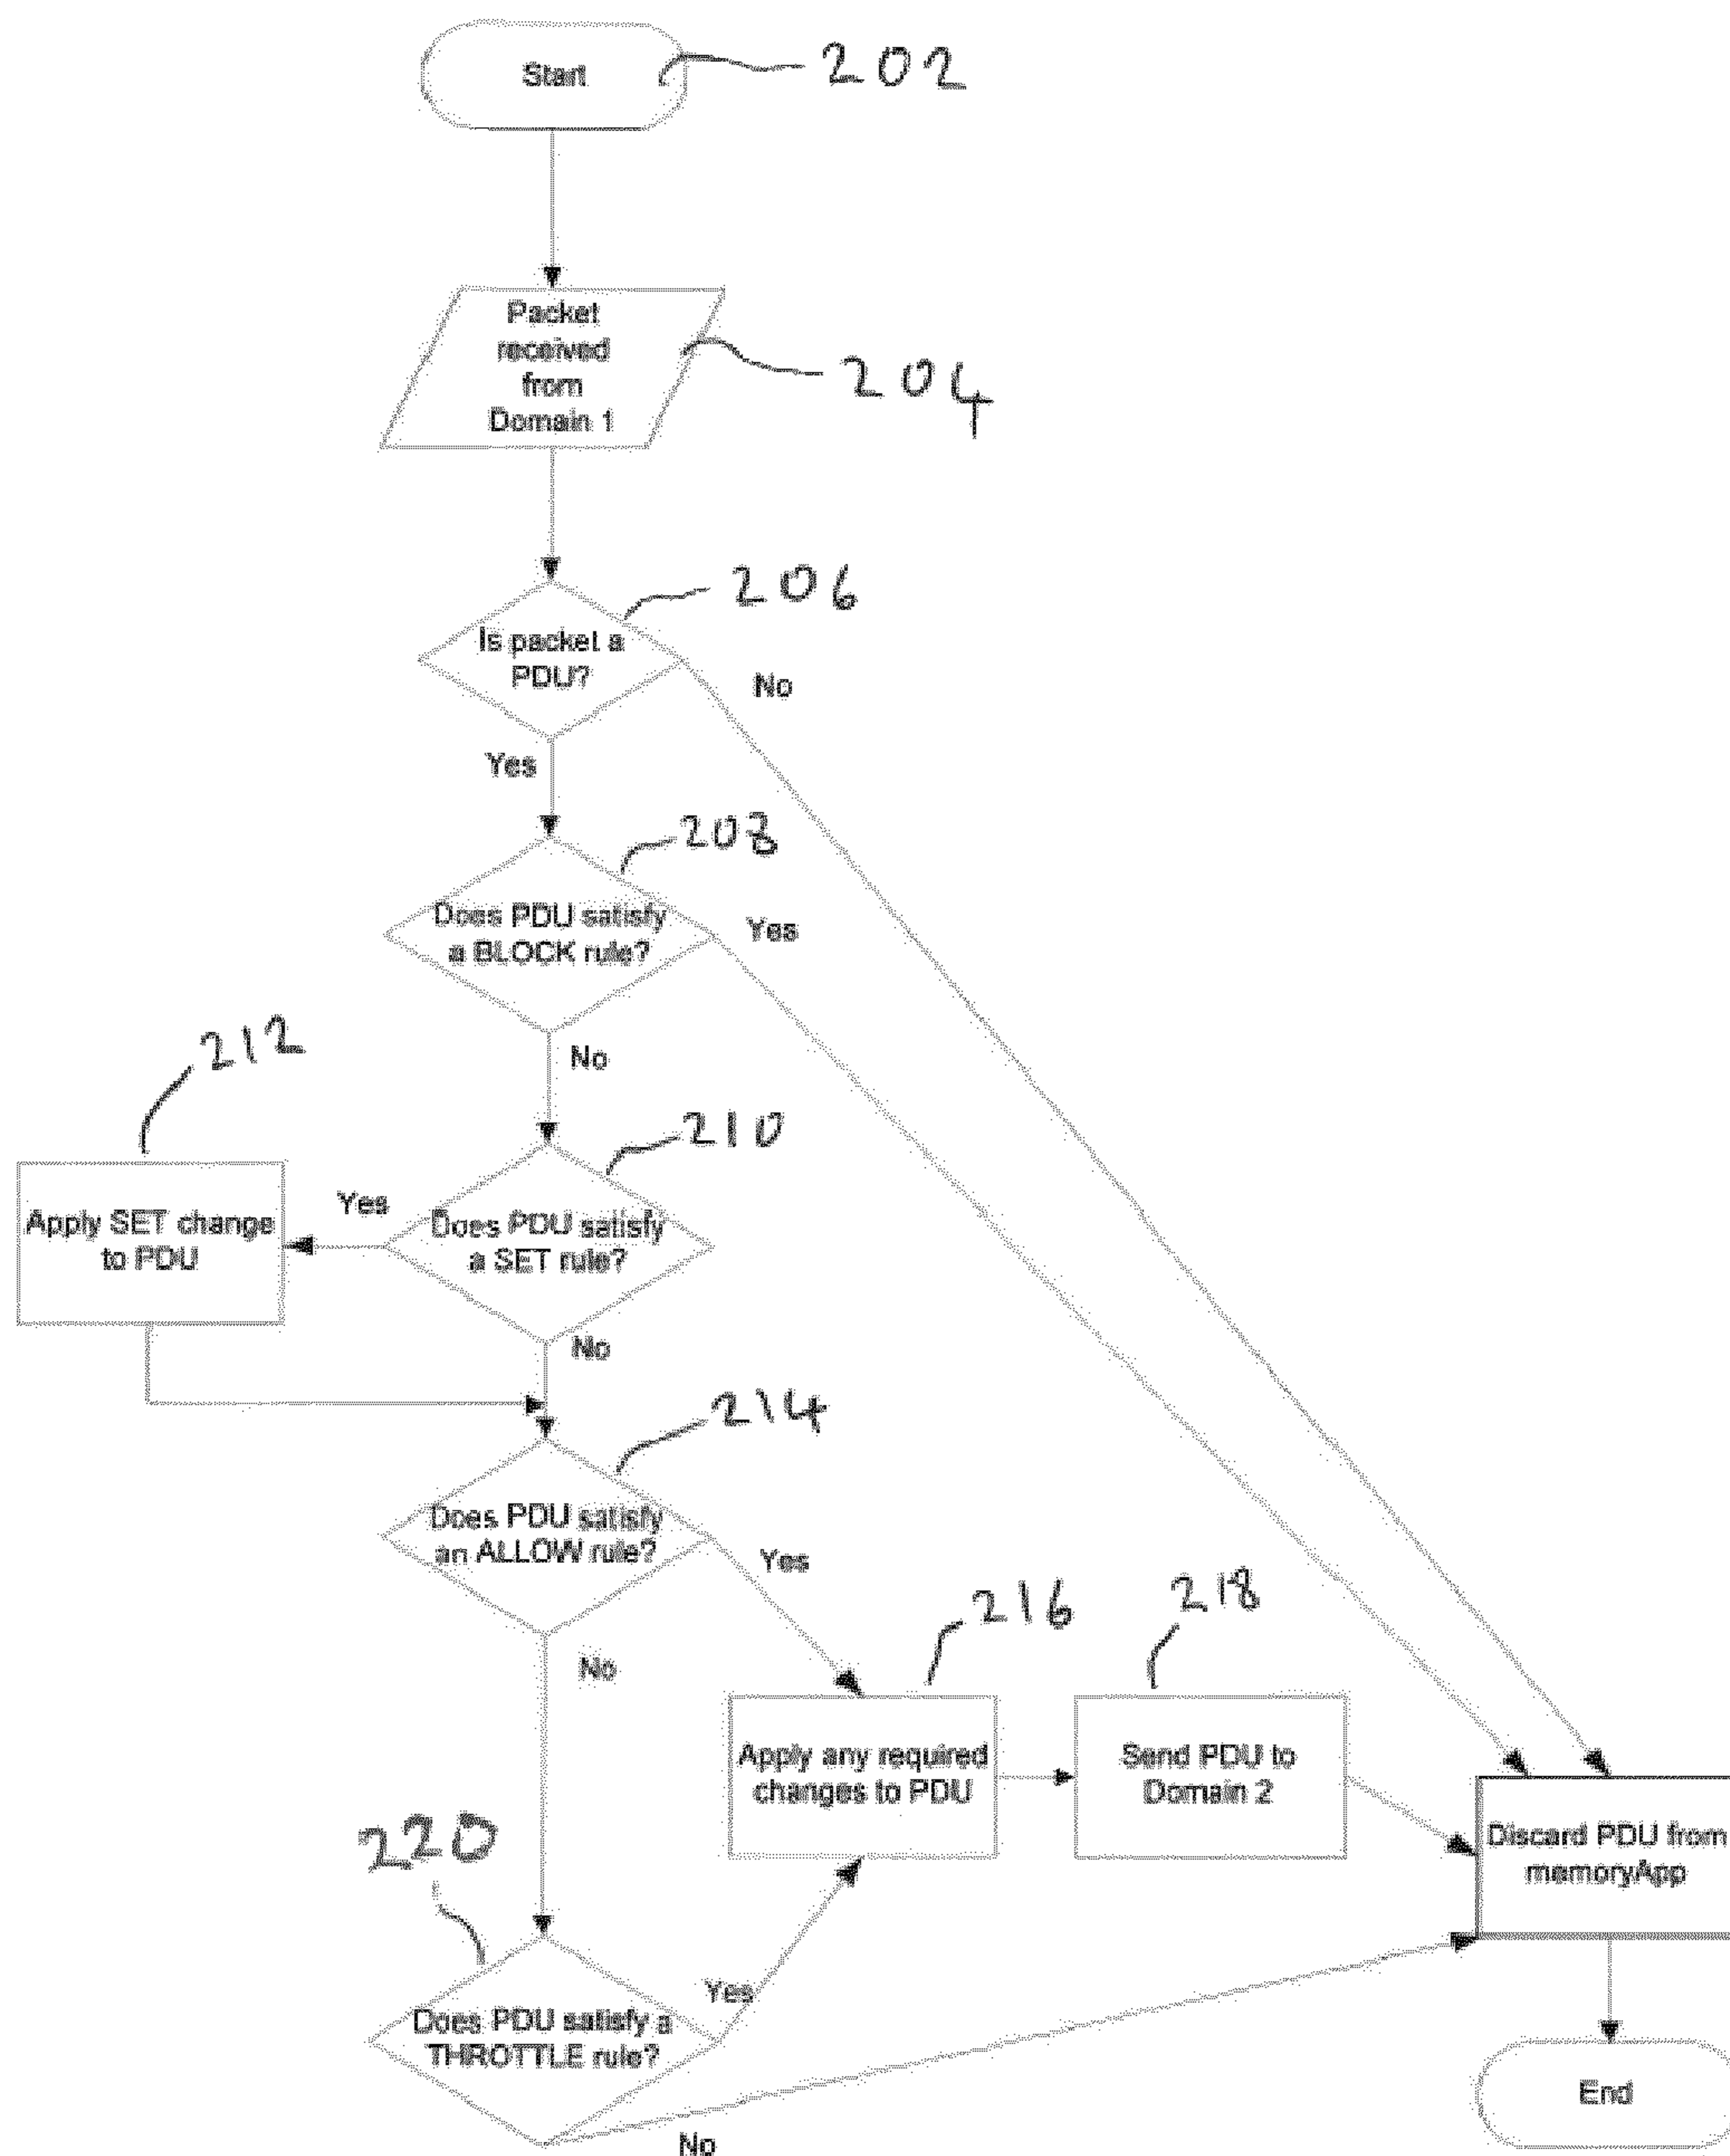 Start
202
Packet
received
from
Domain 1
204
206
Is packet a
PDU?
No
Yes
208
Does PDU satisfy
a BLOCK rule?
Yes
No
212
210
Apply SET change
to PDU
Yes
Does PDU satisfy
a SET rule?
No
214
Does PDU satisfy
an ALLOW rule?
Yes
No
216
218
Apply any required
changes to PDU
Send PDU to
Domain 2
Discard PDU from
memoryApp
220
Yes
Does PDU satisfy a
THROTTLE rule?
No
End